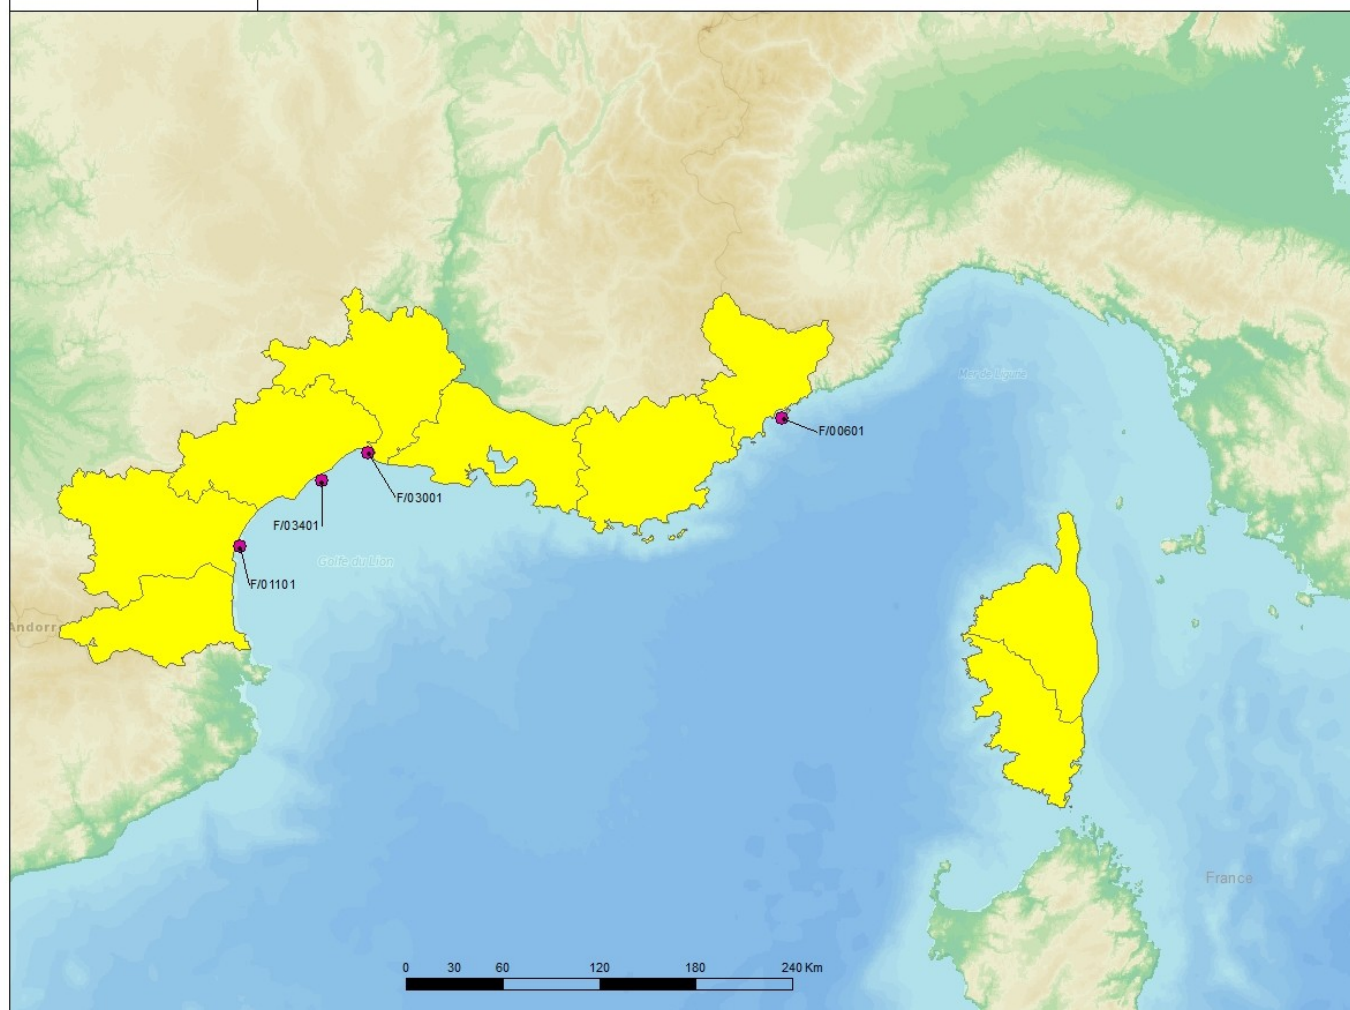 Mer de Ligurie
F/00601
F/03001
F/03401
Golfe du Lion
F/01101
Andorr
France
0 30 60 120 180 240 Km